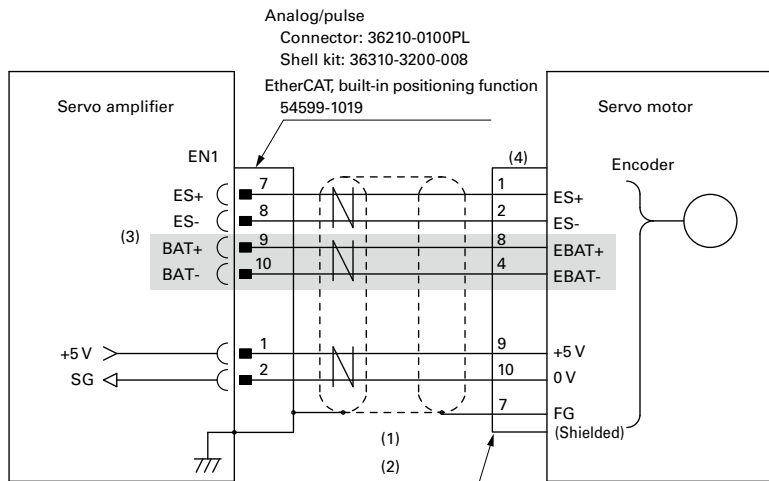 Analog/pulse
Connector: 36210-0100PL
Shell kit: 36310-3200-008
EtherCAT, built-in positioning function
54599-1019
Servo amplifier
Servo motor
EN1
(4)
Encoder
ES+ 7 1 ES+
ES- 8 2 ES-
(3)
BAT+ 9 8 EBAT+
BAT- 10 4 EBAT-
+5 V 1 9 +5 V
SG 2 10 0 V
7 FG
(Shielded)
(1)
(2)